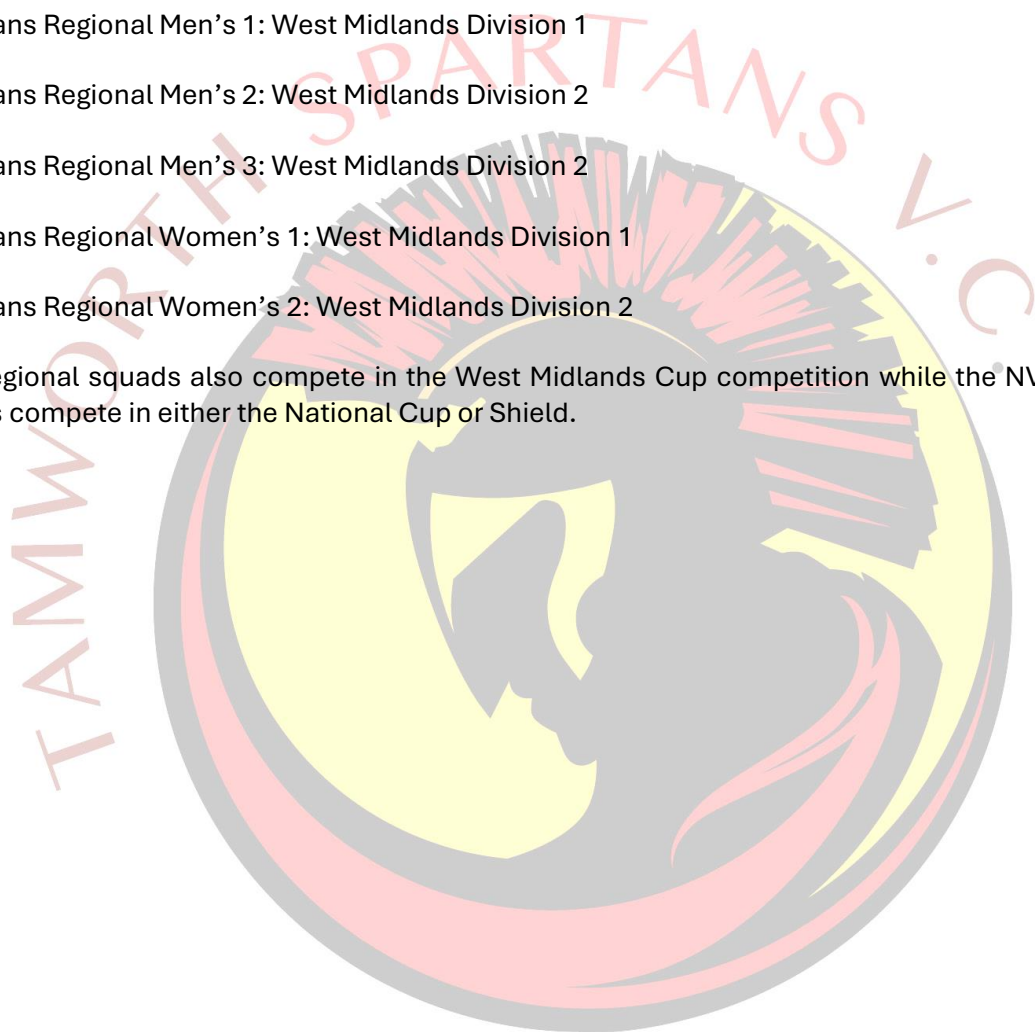 TAMWORTH SPARTANS V.C.
ans Regional Men’s 1: West Midlands Division 1
ans Regional Men’s 2: West Midlands Division 2
ans Regional Men’s 3: West Midlands Division 2
ans Regional Women’s 1: West Midlands Division 1
ans Regional Women’s 2: West Midlands Division 2
egional squads also compete in the West Midlands Cup competition while the NV
s compete in either the National Cup or Shield.